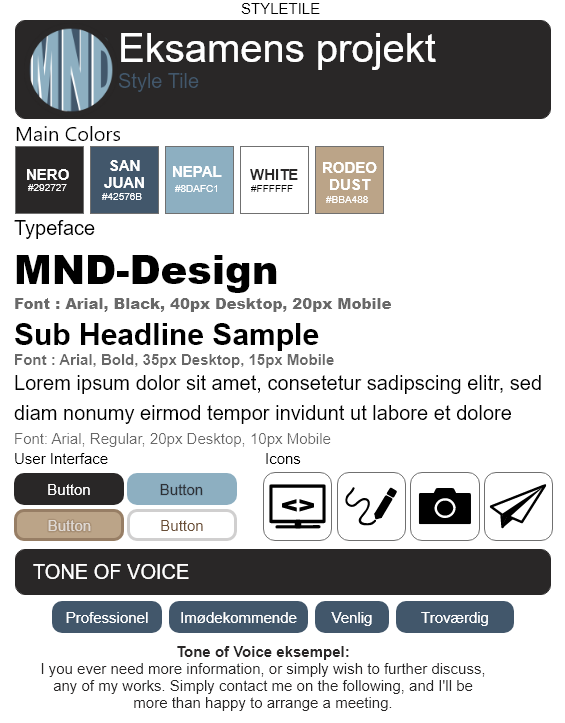 STYLETILE
MND
Eksamens projekt
Style Tile
Main Colors
NERO
#292727
SAN
JUAN
#42576B
NEPAL
#8DAFC1
WHITE
#FFFFFF
RODEO
DUST
#BBA488
Typeface
MND-Design
Font : Arial, Black, 40px Desktop, 20px Mobile
Sub Headline Sample
Font : Arial, Bold, 35px Desktop, 15px Mobile
Lorem ipsum dolor sit amet, consetetur sadipscing elitr, sed
diam nonumy eirmod tempor invidunt ut labore et dolore
Font: Arial, Regular, 20px Desktop, 10px Mobile
User Interface
Button
Button
Button
Button
Icons
TONE OF VOICE
Professionel
Imødekommende
Venlig
Troværdig
Tone of Voice eksempel:
I you ever need more information, or simply wish to further discuss,
any of my works. Simply contact me on the following, and I'll be
more than happy to arrange a meeting.